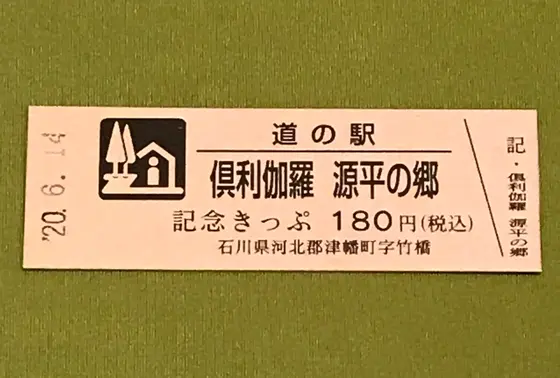 '20. 6. 14
道の駅
倶利伽羅 源平の郷
記念きっぷ 180円(税込)
石川県河北郡津幡町字竹橋
記・倶利伽羅 源平の郷